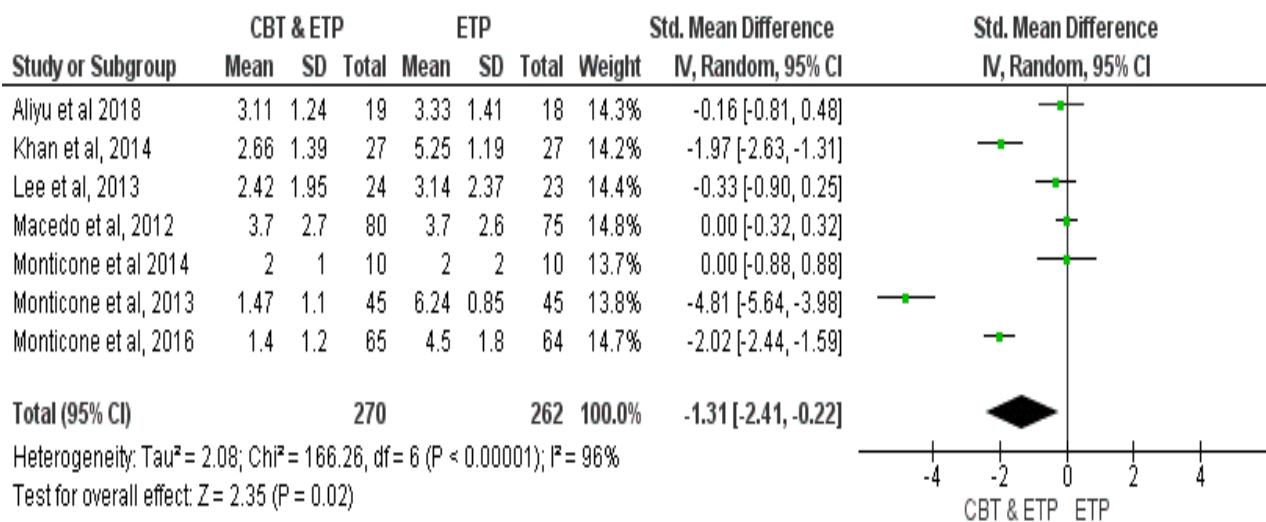 CBT & ETP ETP Std. Mean Difference Std. Mean Difference
Study or Subgroup Mean SD Total Mean SD Total Weight IV, Random, 95% CI IV, Random, 95% CI
Aliyu et al 2018 3.11 1.24 19 3.33 1.41 18 14.3% -0.16 [-0.81, 0.48]
Khan et al, 2014 2.66 1.39 27 5.25 1.19 27 14.2% -1.97 [-2.63, -1.31]
Lee et al, 2013 2.42 1.95 24 3.14 2.37 23 14.4% -0.33 [-0.90, 0.25]
Macedo et al, 2012 3.7 2.7 80 3.7 2.6 75 14.8% 0.00 [-0.32, 0.32]
Monticone et al 2014 2 1 10 2 2 10 13.7% 0.00 [-0.88, 0.88]
Monticone et al, 2013 1.47 1.1 45 6.24 0.85 45 13.8% -4.81 [-5.64, -3.98]
Monticone et al, 2016 1.4 1.2 65 4.5 1.8 64 14.7% -2.02 [-2.44, -1.59]
Total (95% CI) 270 262 100.0% -1.31 [-2.41, -0.22]
Heterogeneity: Tau² = 2.08; Chi² = 166.26, df = 6 (P < 0.00001); I² = 96%
Test for overall effect: Z = 2.35 (P = 0.02)
-4 -2 0 2 4
CBT & ETP ETP